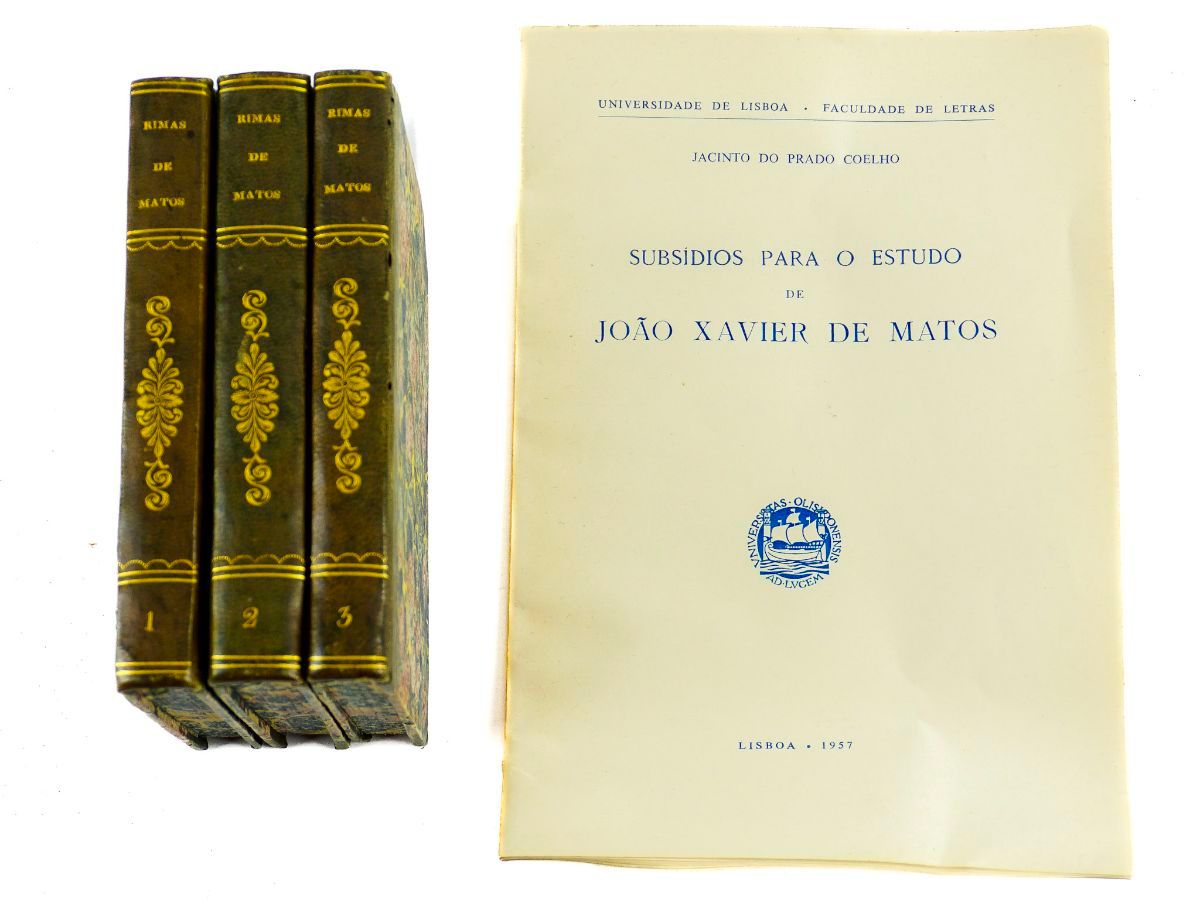 RIMAS
DE
MATOS
1
RIMAS
DE
MATOS
2
RIMAS
DE
MATOS
3
UNIVERSIDADE DE LISBOA • FACULDADE DE LETRAS
JACINTO DO PRADO COELHO
SUBSÍDIOS PARA O ESTUDO
DE
JOÃO XAVIER DE MATOS
UNIVERSITAS · OLISIPONENSIS
AD · LVCEM
LISBOA • 1957